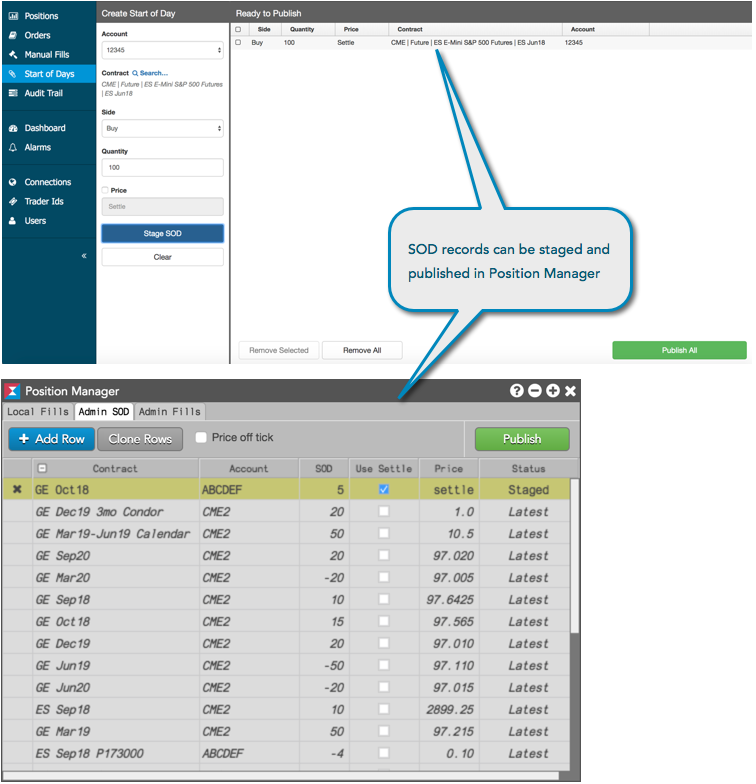 Positions
Orders
Manual Fills
Start of Days
Audit Trail
Dashboard
Alarms
Connections
Trader Ids
Users
«
Create Start of Day
Account
12345
Contract Search...
CME | Future | ES E-Mini S&P 500 Futures
| ES Jun18
Side
Buy
Quantity
100
Price
Settle
Stage SOD
Clear
Ready to Publish
Side Quantity Price Contract Account
Buy 100 Settle CME | Future | ES E-Mini S&P 500 Futures | ES Jun18 12345
SOD records can be staged and
published in Position Manager
Remove Selected Remove All Publish All
Position Manager
Local Fills Admin SOD Admin Fills
+ Add Row Clone Rows Price off tick Publish
Contract Account SOD Use Settle Price Status
GE Oct18 ABCDEF 5 settle Staged
GE Dec19 3mo Condor CME2 20 1.0 Latest
GE Mar19-Jun19 Calendar CME2 50 10.5 Latest
GE Sep20 CME2 20 97.020 Latest
GE Mar20 CME2 -20 97.005 Latest
GE Sep18 CME2 10 97.6425 Latest
GE Oct18 CME2 15 97.565 Latest
GE Dec19 CME2 20 97.010 Latest
GE Jun19 CME2 -50 97.110 Latest
GE Jun20 CME2 -20 97.015 Latest
ES Sep18 CME2 10 2899.25 Latest
GE Mar19 CME2 50 97.215 Latest
ES Sep18 P173000 ABCDEF -4 0.10 Latest